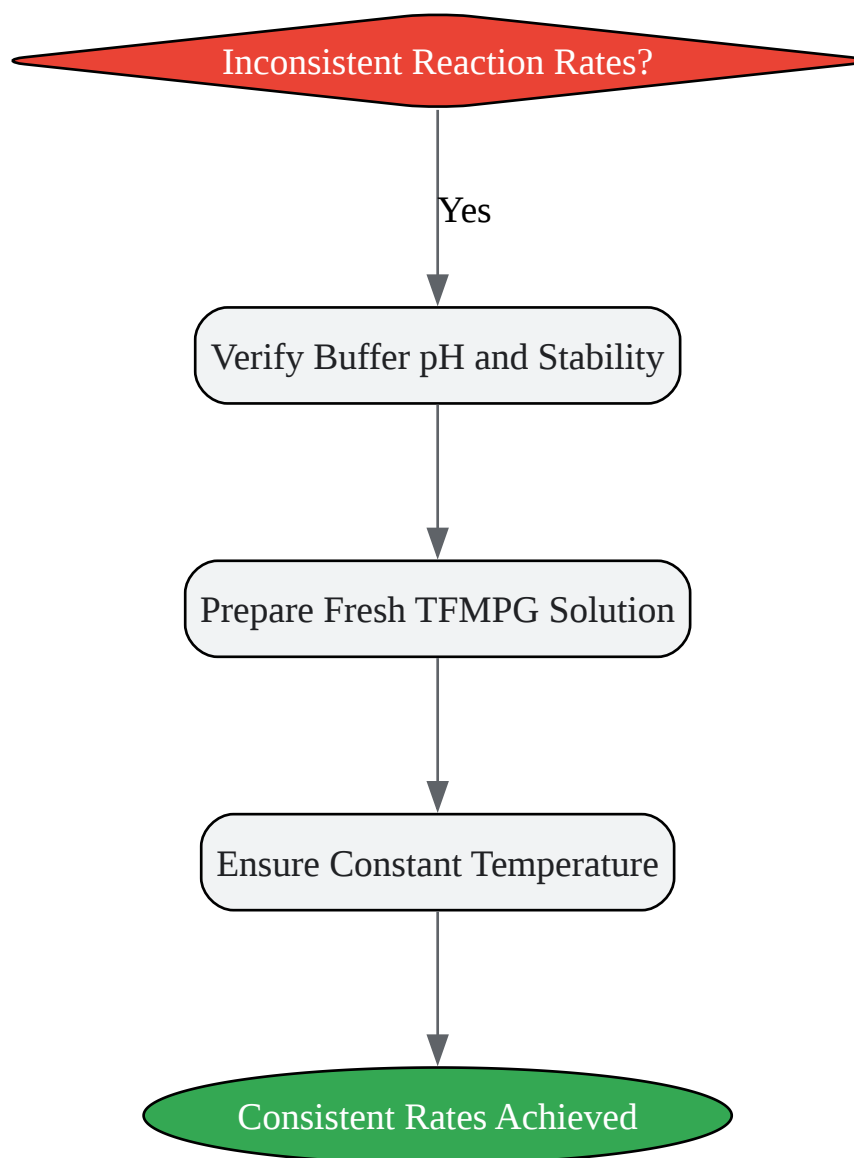 Inconsistent Reaction Rates?
Yes
Verify Buffer pH and Stability
Prepare Fresh TFMPG Solution
Ensure Constant Temperature
Consistent Rates Achieved